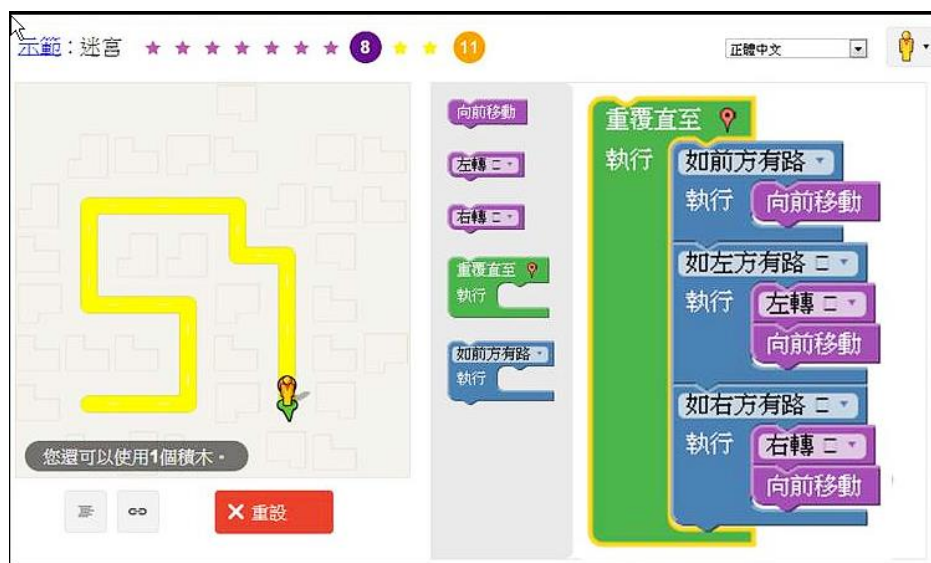 示範：迷宮 8 11
正體中文
向前移動
左轉
右轉
重覆直至
執行
如前方有路
執行
重覆直至
執行
如前方有路
執行 向前移動
如左方有路
執行 左轉
向前移動
如右方有路
執行 右轉
向前移動
您還可以使用1個積木。
重設